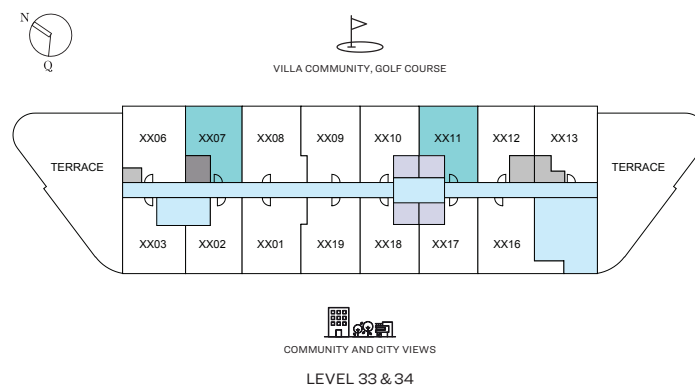 N
Q
VILLA COMMUNITY, GOLF COURSE
XX06 XX07 XX08 XX09 XX10 XX11 XX12 XX13
TERRACE TERRACE
XX03 XX02 XX01 XX19 XX18 XX17 XX16
COMMUNITY AND CITY VIEWS
LEVEL 33 & 34